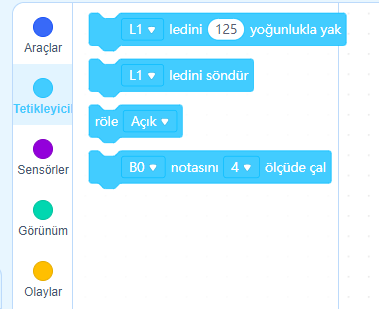 Araçlar
Tetikleyicil
Sensörler
Görünüm
Olaylar
L1 ledini 125 yoğunlukla yak
L1 ledini söndür
röle Açık
B0 notasını 4 ölçüde çal